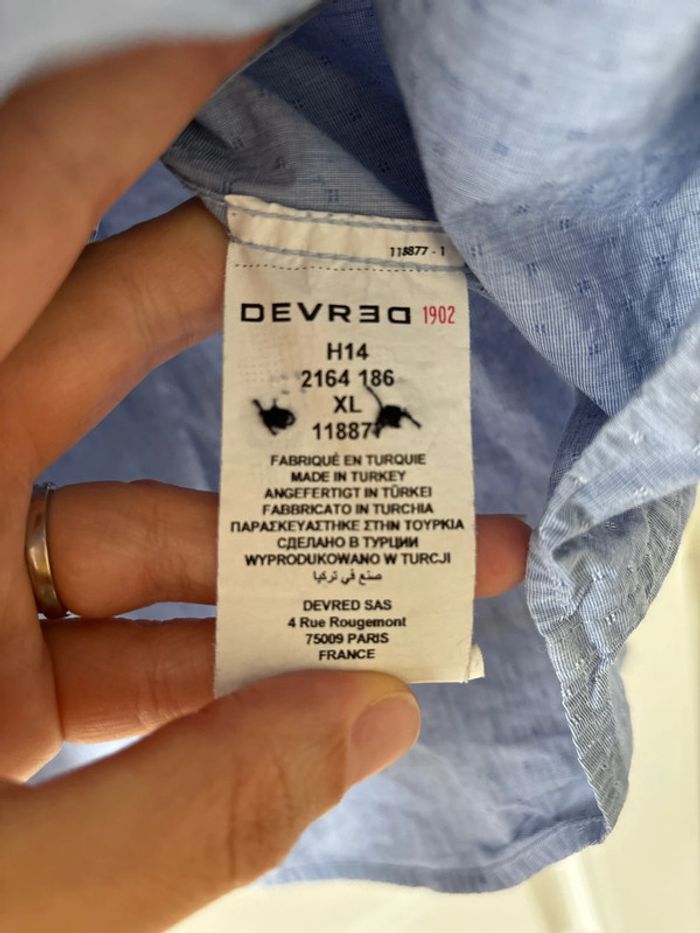 118877 - 1
DEVRED 1902
H14
2164 186
XL
118877
FABRIQUÉ EN TURQUIE
MADE IN TURKEY
ANGEFERTIGT IN TÜRKEI
FABBRICATO IN TURCHIA
ΠΑΡΑΣΚΕΥΑΣΤΗΚΕ ΣΤΗΝ ΤΟΥΡΚΙΑ
СДЕЛАНО В ТУРЦИИ
WYPRODUKOWANO W TURCJI
صنع في تركيا
DEVRED SAS
4 Rue Rougemont
75009 PARIS
FRANCE